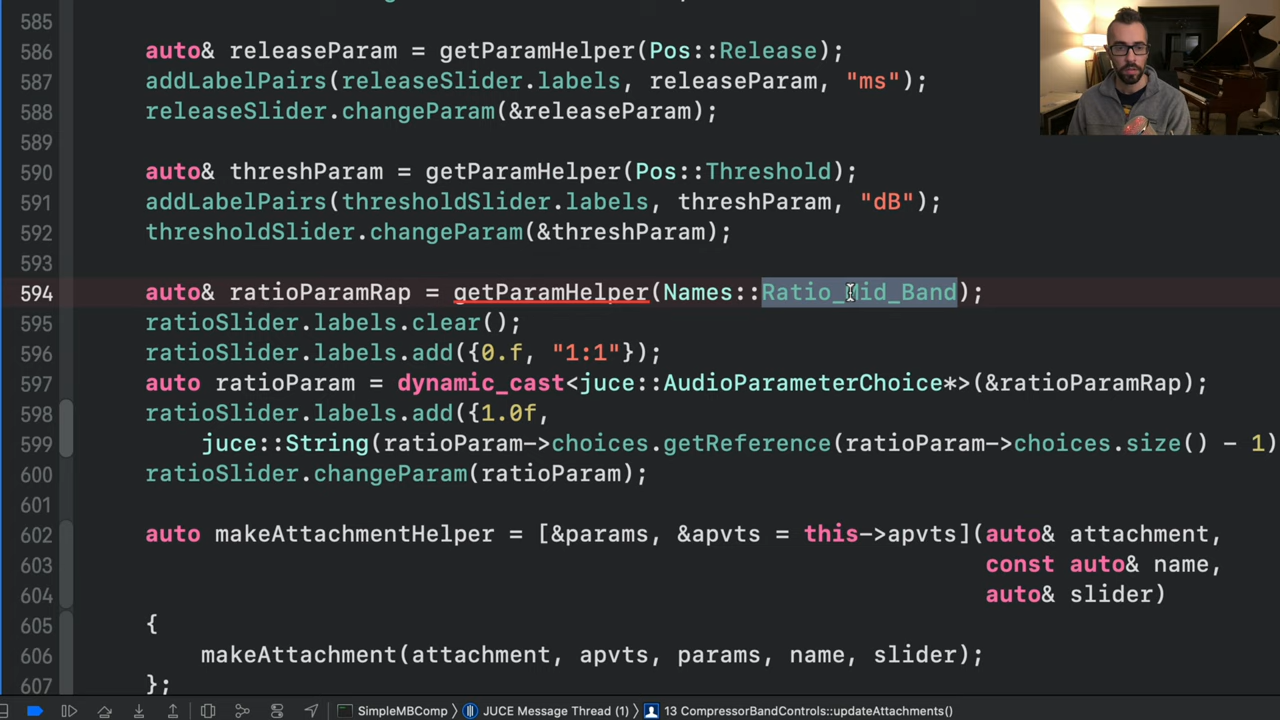 585
586 auto& releaseParam = getParamHelper(Pos::Release);
587 addLabelPairs(releaseSlider.labels, releaseParam, "ms");
588 releaseSlider.changeParam(&releaseParam);
589
590 auto& threshParam = getParamHelper(Pos::Threshold);
591 addLabelPairs(thresholdSlider.labels, threshParam, "dB");
592 thresholdSlider.changeParam(&threshParam);
593
594 auto& ratioParamRap = getParamHelper(Names::Ratio_Mid_Band);
595 ratioSlider.labels.clear();
596 ratioSlider.labels.add({0.f, "1:1"});
597 auto ratioParam = dynamic_cast<juce::AudioParameterChoice*>(&ratioParamRap);
598 ratioSlider.labels.add({1.0f,
599 juce::String(ratioParam->choices.getReference(ratioParam->choices.size() - 1)
600 ratioSlider.changeParam(ratioParam);
601
602 auto makeAttachmentHelper = [&params, &apvts = this->apvts](auto& attachment,
603 const auto& name,
604 auto& slider)
605 {
606 makeAttachment(attachment, apvts, params, name, slider);
607 };
SimpleMBComp JUCE Message Thread (1) 13 CompressorBandControls::updateAttachments()